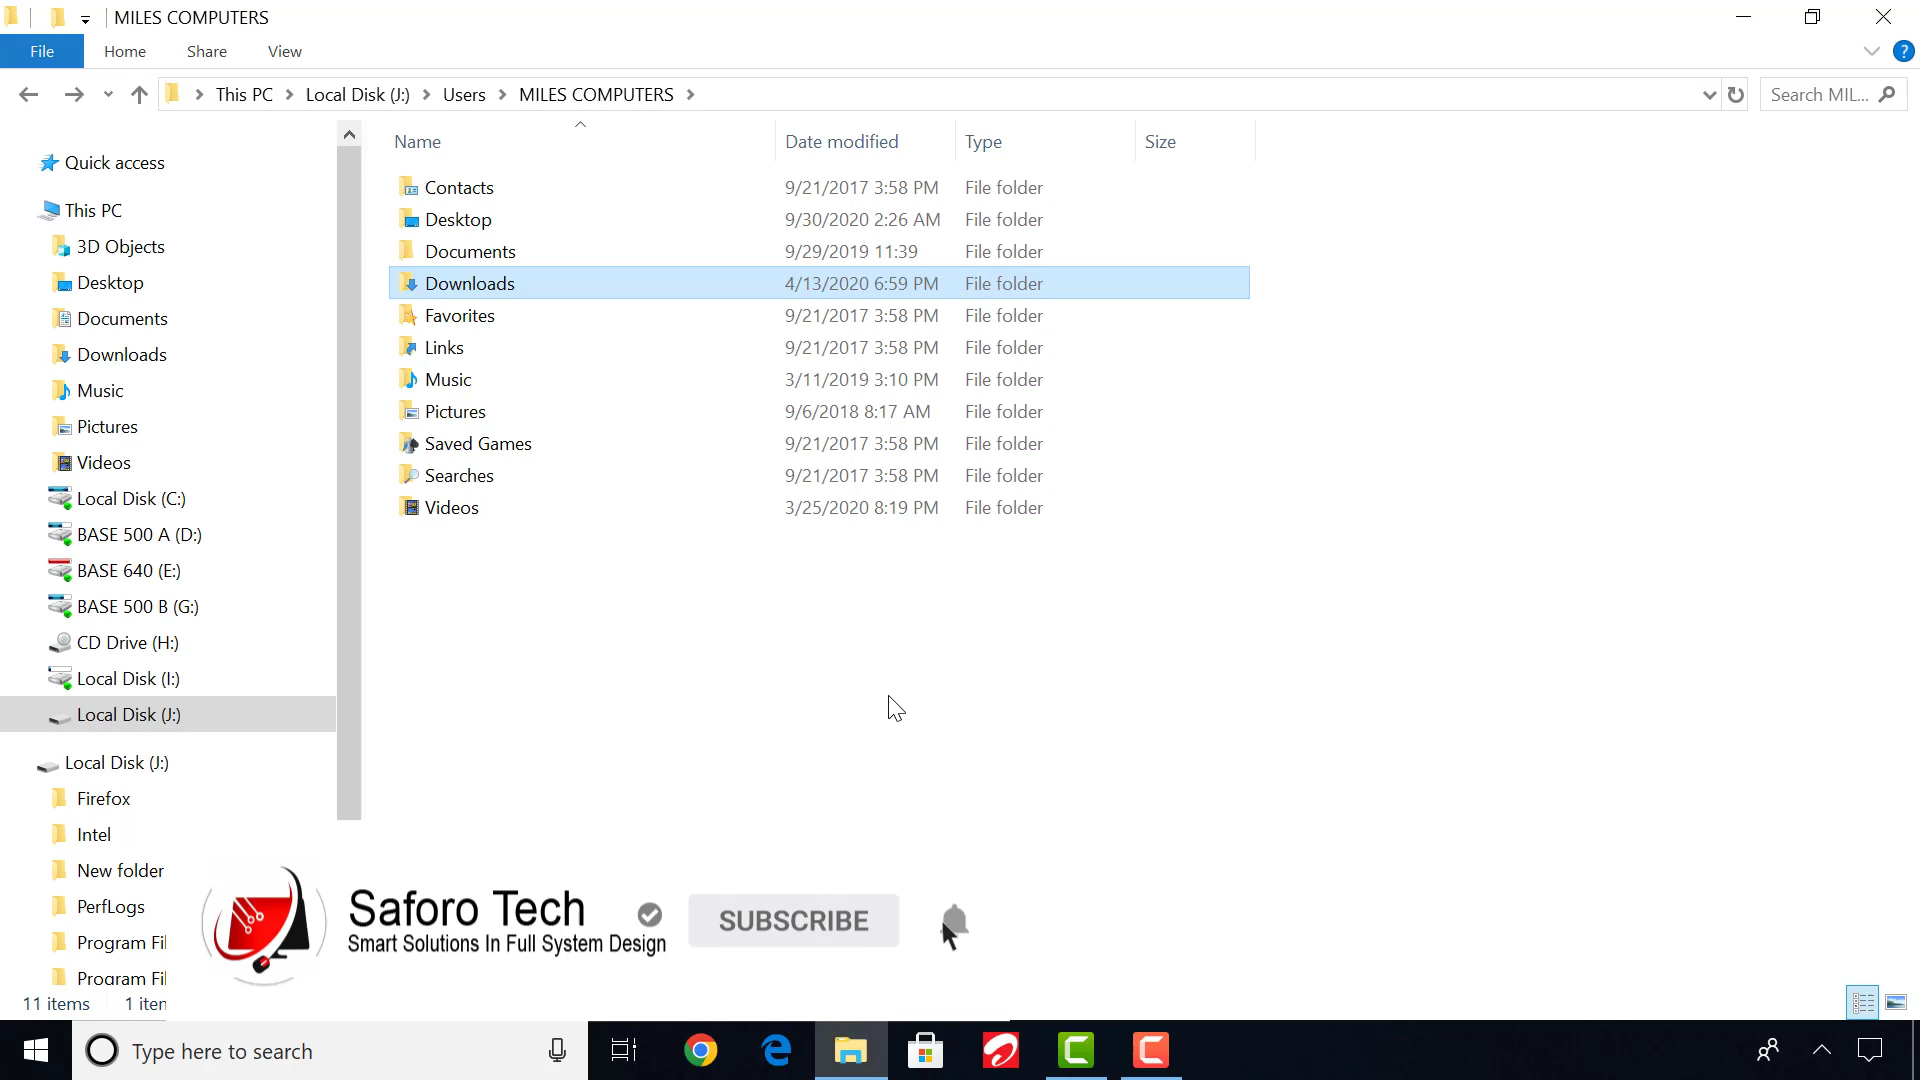 MILES COMPUTERS
File Home Share View
?
This PC Local Disk (J:) Users MILES COMPUTERS
Search MIL...
Name Date modified Type Size
Quick access
This PC
3D Objects
Desktop
Documents
Downloads
Music
Pictures
Videos
Local Disk (C:)
BASE 500 A (D:)
BASE 640 (E:)
BASE 500 B (G:)
CD Drive (H:)
Local Disk (I:)
Local Disk (J:)
Local Disk (J:)
Firefox
Intel
New folder
PerfLogs
Program Fil
Program Fil
Contacts 9/21/2017 3:58 PM File folder
Desktop 9/30/2020 2:26 AM File folder
Documents 9/29/2019 11:39 File folder
Downloads 4/13/2020 6:59 PM File folder
Favorites 9/21/2017 3:58 PM File folder
Links 9/21/2017 3:58 PM File folder
Music 3/11/2019 3:10 PM File folder
Pictures 9/6/2018 8:17 AM File folder
Saved Games 9/21/2017 3:58 PM File folder
Searches 9/21/2017 3:58 PM File folder
Videos 3/25/2020 8:19 PM File folder
Saforo Tech
Smart Solutions In Full System Design
SUBSCRIBE
11 items 1 iten
Type here to search